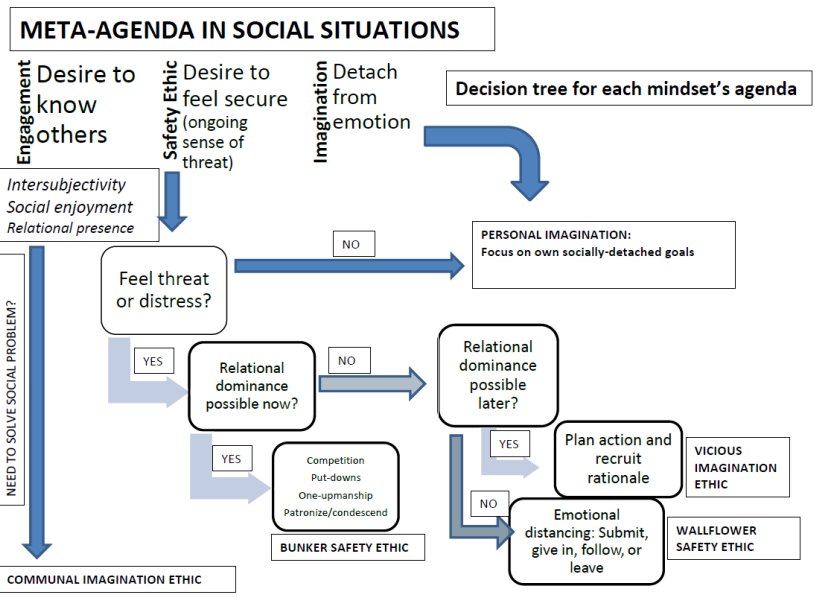 META-AGENDA IN SOCIAL SITUATIONS
Engagement
Desire to
know
others
Safety Ethic
Desire to
feel secure
(ongoing
sense of
threat)
Imagination
Detach
from
emotion
Decision tree for each mindset's agenda
Intersubjectivity
Social enjoyment
Relational presence
NO
PERSONAL IMAGINATION:
Focus on own socially-detached goals
Feel threat
or distress?
NEED TO SOLVE SOCIAL PROBLEM?
YES
Relational
dominance
possible now?
NO
Relational
dominance
possible
later?
YES
Competition
Put-downs
One-upmanship
Patronize/condescend
BUNKER SAFETY ETHIC
YES
Plan action and
recruit
rationale
VICIOUS
IMAGINATION
ETHIC
NO
Emotional
distancing: Submit,
give in, follow, or
leave
WALLFLOWER
SAFETY ETHIC
COMMUNAL IMAGINATION ETHIC